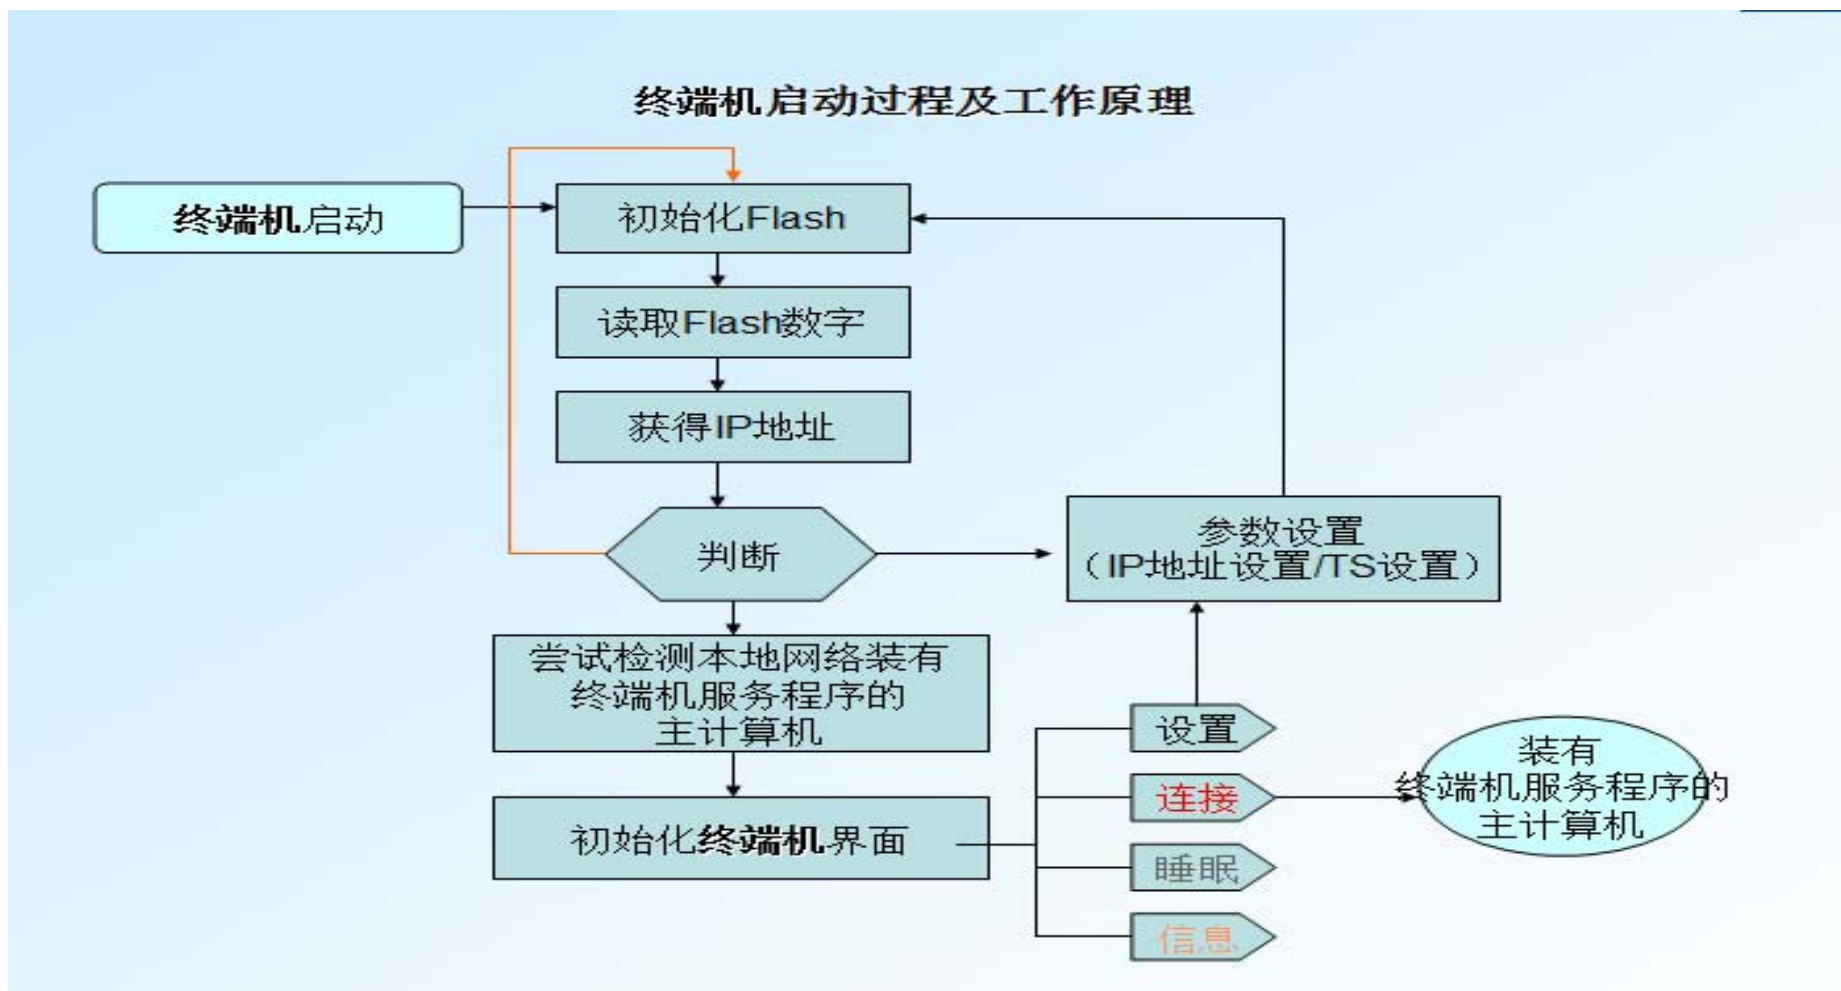 终端机启动过程及工作原理
终端机启动
初始化Flash
读取Flash数字
获得IP地址
判断
参数设置
（IP地址设置/TS设置）
尝试检测本地网络装有
终端机服务程序的
主计算机
初始化终端机界面
设置
连接
睡眠
信息
装有
终端机服务程序的
主计算机